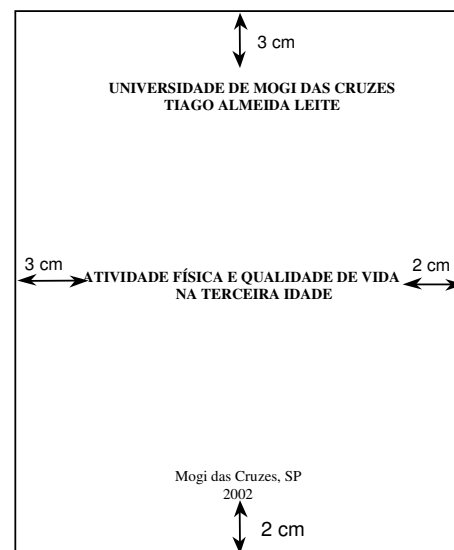 3 cm
UNIVERSIDADE DE MOGI DAS CRUZES
TIAGO ALMEIDA LEITE
3 cm
2 cm
ATIVIDADE FÍSICA E QUALIDADE DE VIDA
NA TERCEIRA IDADE
Mogi das Cruzes, SP
2002
2 cm